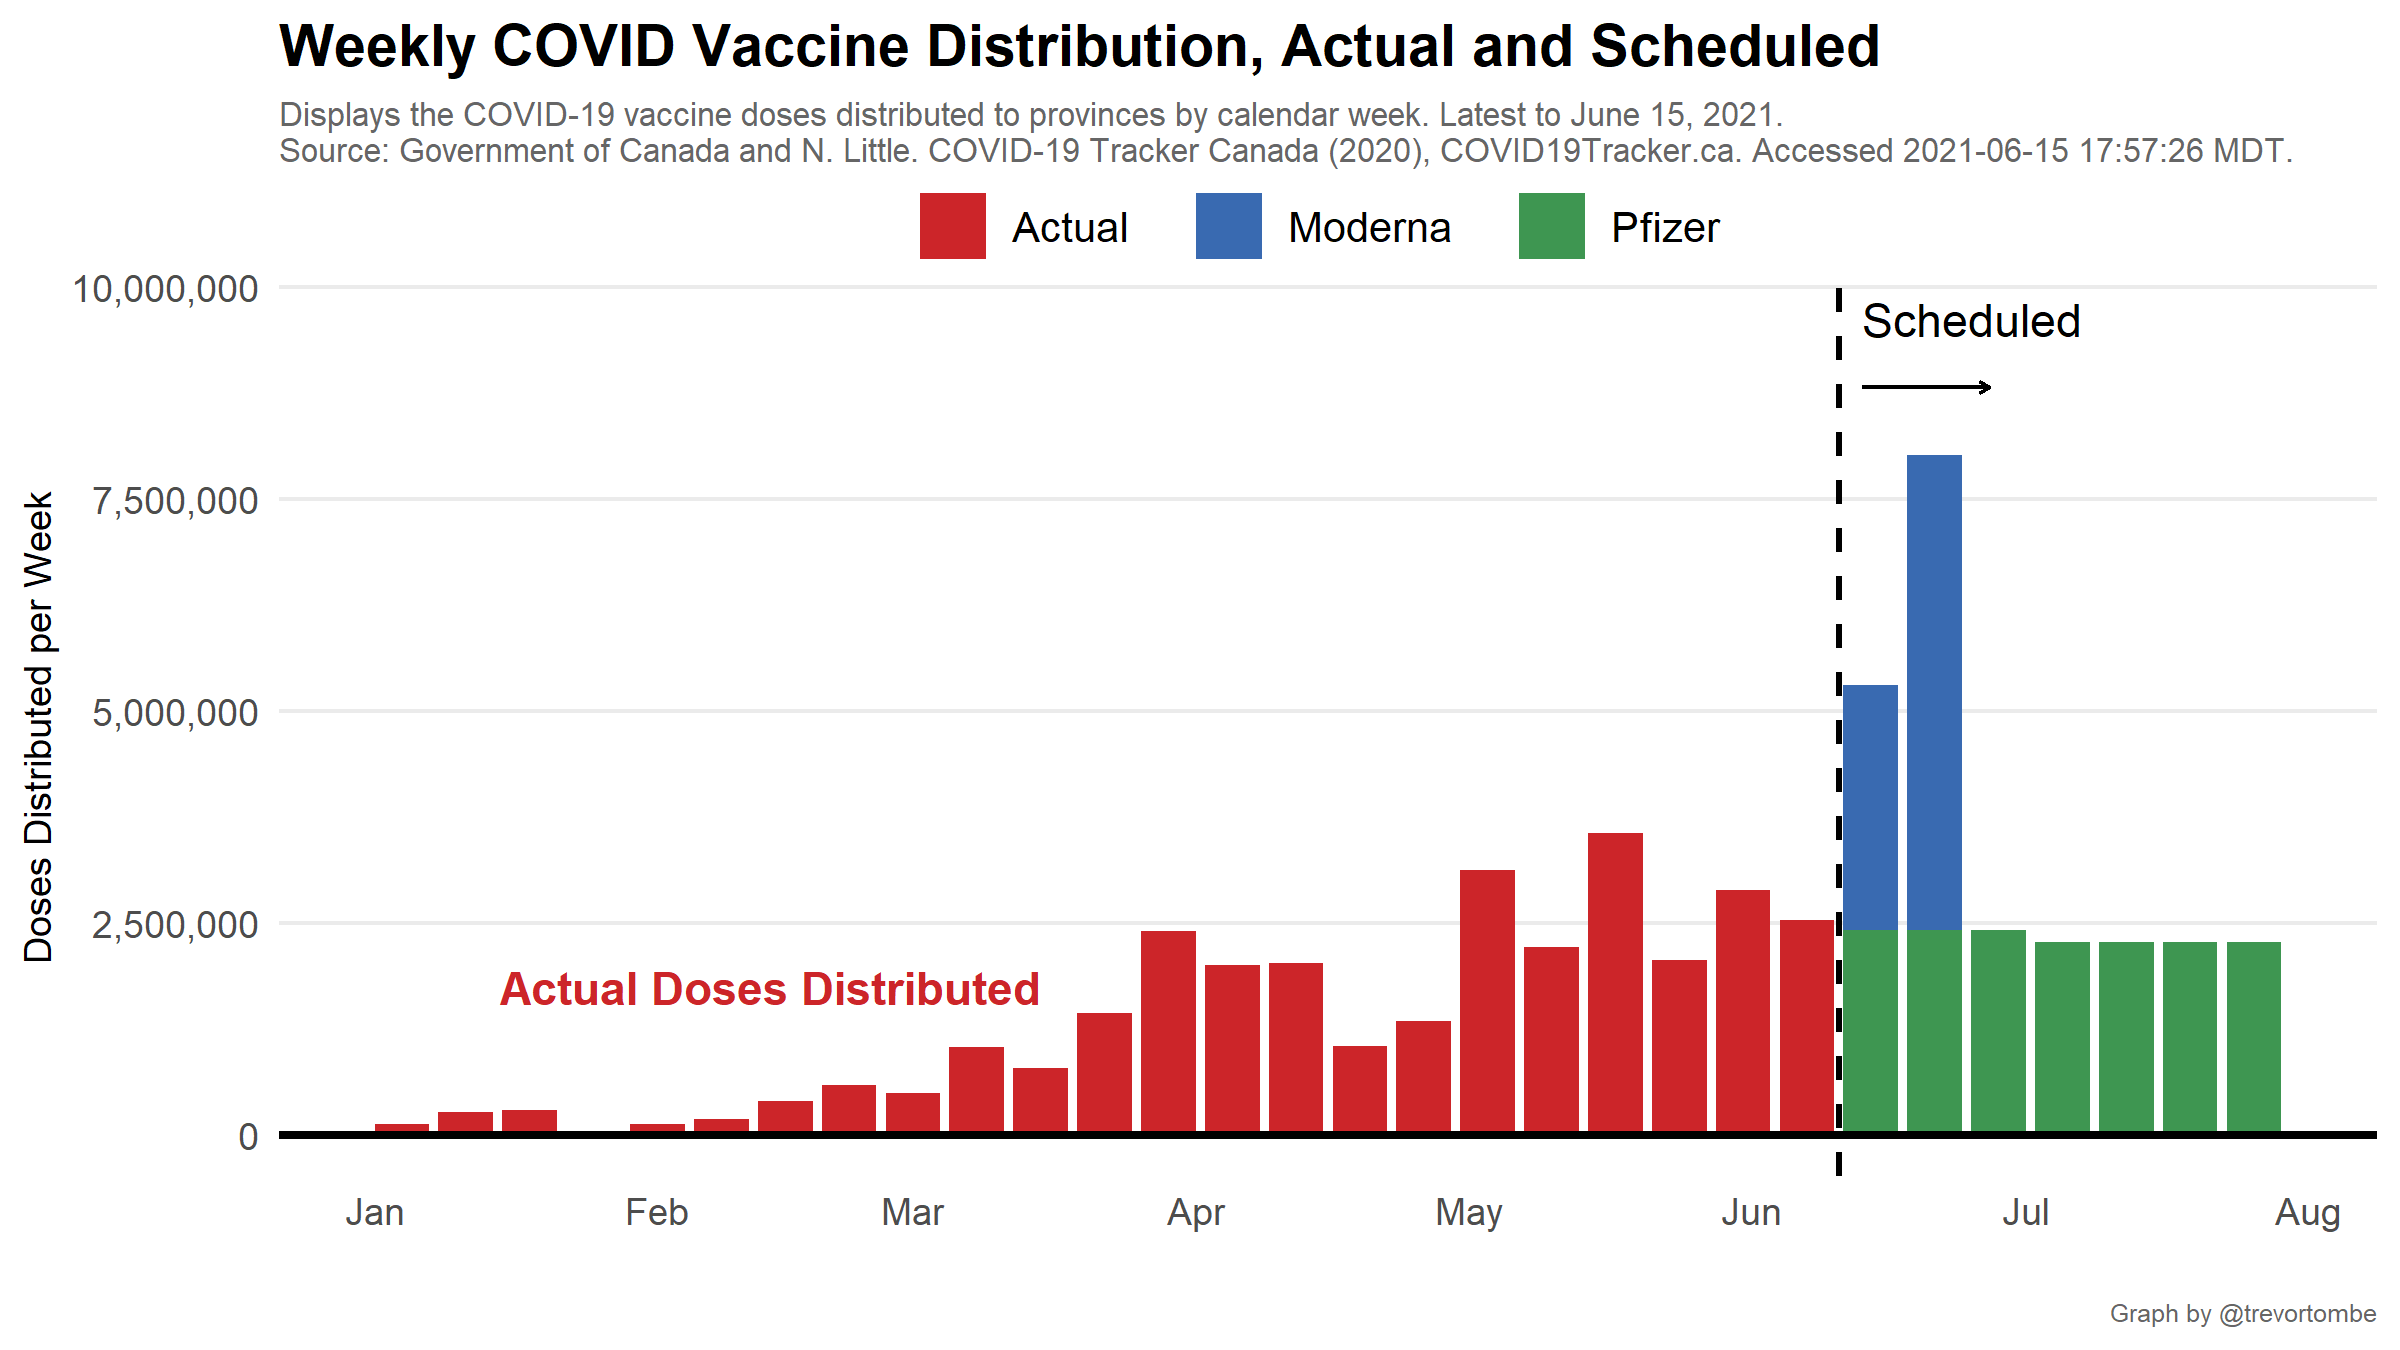 Weekly COVID Vaccine Distribution, Actual and Scheduled
Displays the COVID-19 vaccine doses distributed to provinces by calendar week. Latest to June 15, 2021.
Source: Government of Canada and N. Little. COVID-19 Tracker Canada (2020), COVID19Tracker.ca. Accessed 2021-06-15 17:57:26 MDT.
Actual Moderna Pfizer
10,000,000
Scheduled
7,500,000
5,000,000
2,500,000
0
Doses Distributed per Week
Actual Doses Distributed
Jan Feb Mar Apr May Jun Jul Aug
Graph by @trevortombe